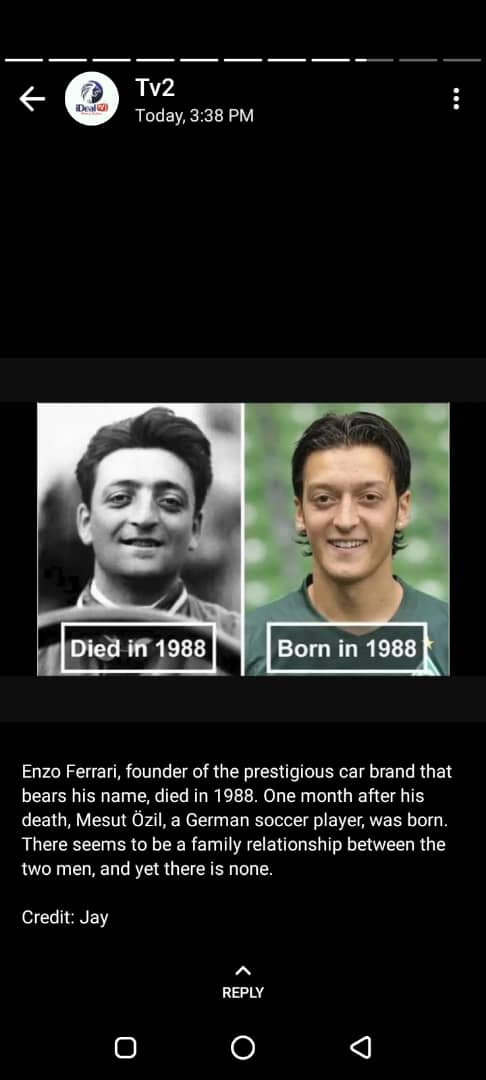 Tv2
iDeal TV
Today, 3:38 PM
Died in 1988
Born in 1988
Enzo Ferrari, founder of the prestigious car brand that
bears his name, died in 1988. One month after his
death, Mesut Özil, a German soccer player, was born.
There seems to be a family relationship between the
two men, and yet there is none.
Credit: Jay
REPLY